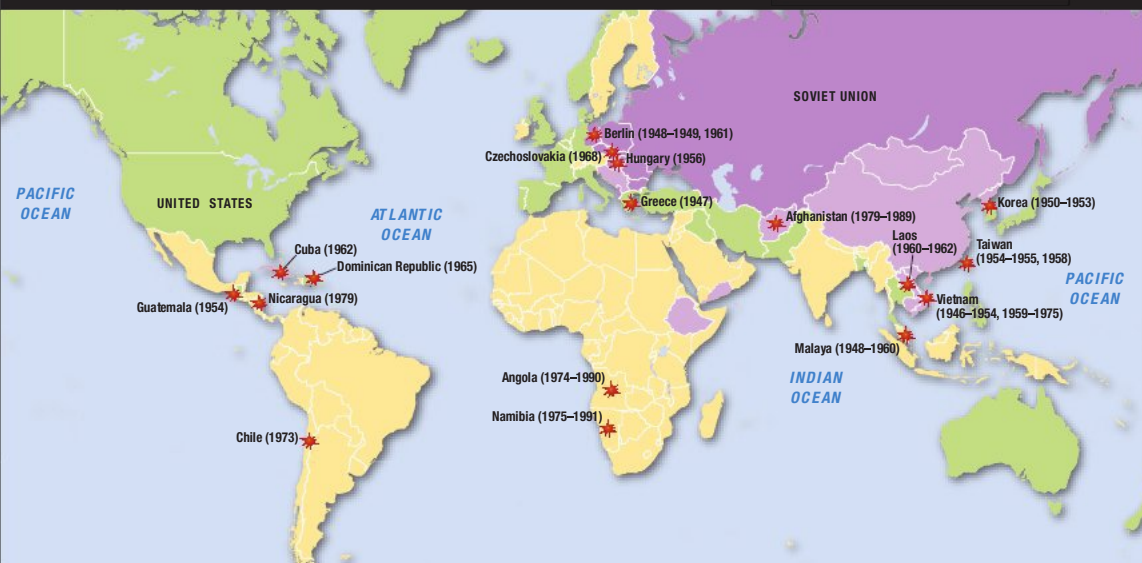 SOVIET UNION
Berlin (1948–1949, 1961)
Czechoslovakia (1968)
Hungary (1956)
PACIFIC
OCEAN
UNITED STATES
Greece (1947)
Korea (1950–1953)
ATLANTIC
OCEAN
Afghanistan (1979–1989)
Laos
(1960–1962)
Taiwan
(1954–1955, 1958)
Cuba (1962)
Dominican Republic (1965)
PACIFIC
OCEAN
Guatemala (1954)
Nicaragua (1979)
Vietnam
(1946–1954, 1959–1975)
Malaya (1948–1960)
Angola (1974–1990)
INDIAN
OCEAN
Namibia (1975–1991)
Chile (1973)